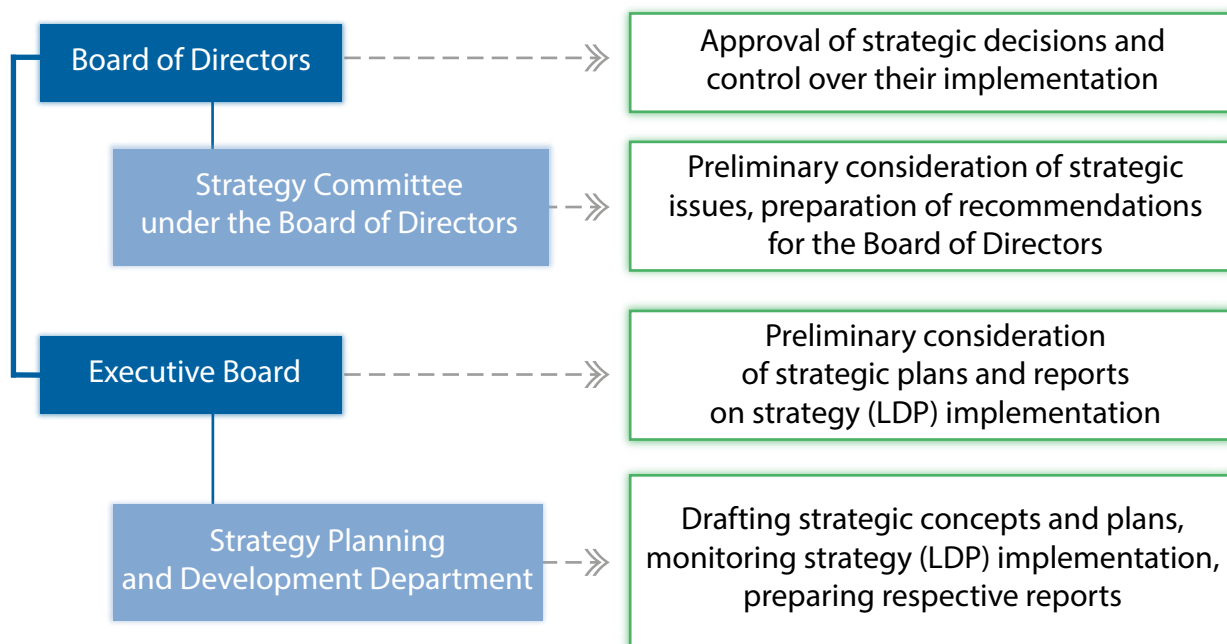 Board of Directors
Approval of strategic decisions and
control over their implementation
Strategy Committee
under the Board of Directors
Preliminary consideration of strategic
issues, preparation of recommendations
for the Board of Directors
Executive Board
Preliminary consideration
of strategic plans and reports
on strategy (LDP) implementation
Strategy Planning
and Development Department
Drafting strategic concepts and plans,
monitoring strategy (LDP) implementation,
preparing respective reports